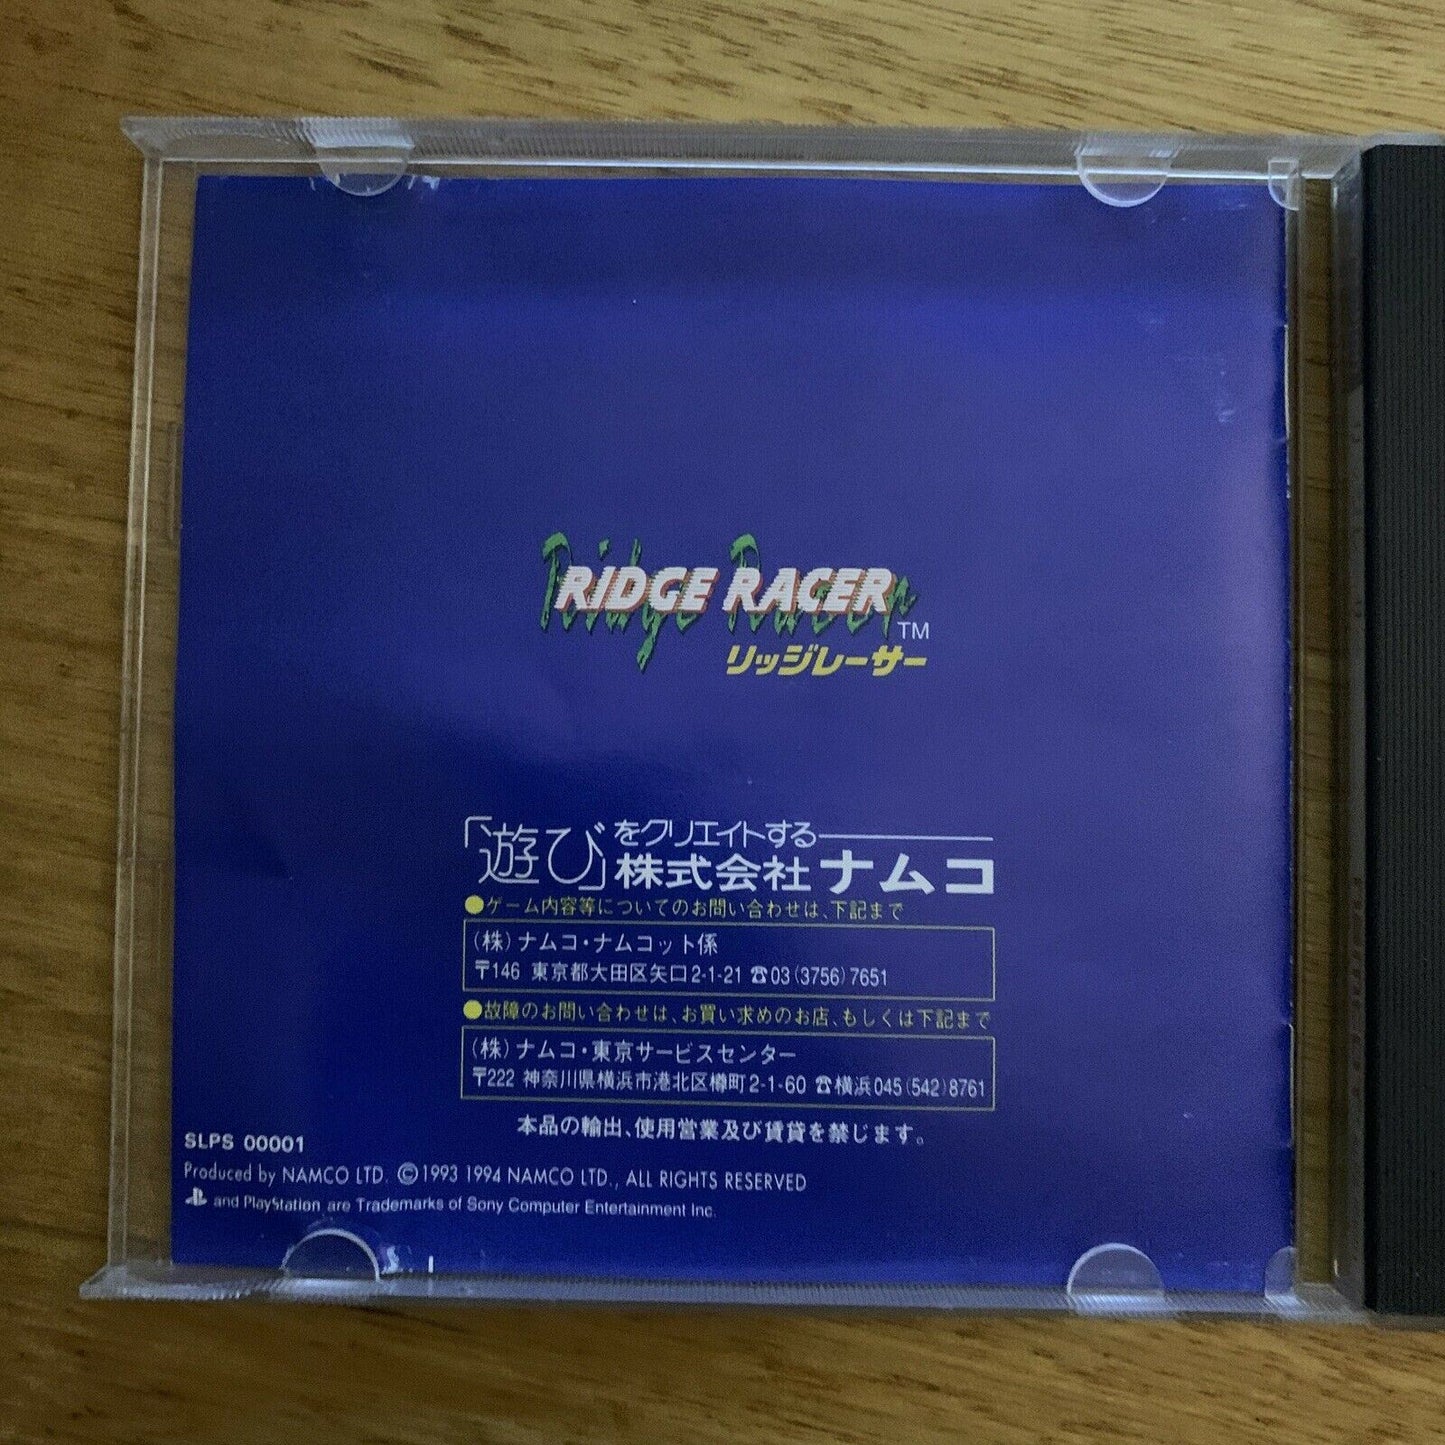 Ridge Racer
RIDGE RACER TM
リッジレーサー
「遊び」をクリエイトする
株式会社ナムコ
●ゲーム内容等についてのお問い合わせは、下記まで
(株)ナムコ・ナムコット係
〒146 東京都大田区矢口2-1-21 ☎03(3756)7651
●故障のお問い合わせは、お買い求めのお店、もしくは下記まで
(株)ナムコ・東京サービスセンター
〒222 神奈川県横浜市港北区樽町2-1-60 ☎横浜045(542)8761
本品の輸出、使用営業及び賃貸を禁じます。
SLPS 00001
Produced by NAMCO LTD. ©1993 1994 NAMCO LTD., ALL RIGHTS RESERVED
and PlayStation are Trademarks of Sony Computer Entertainment Inc.